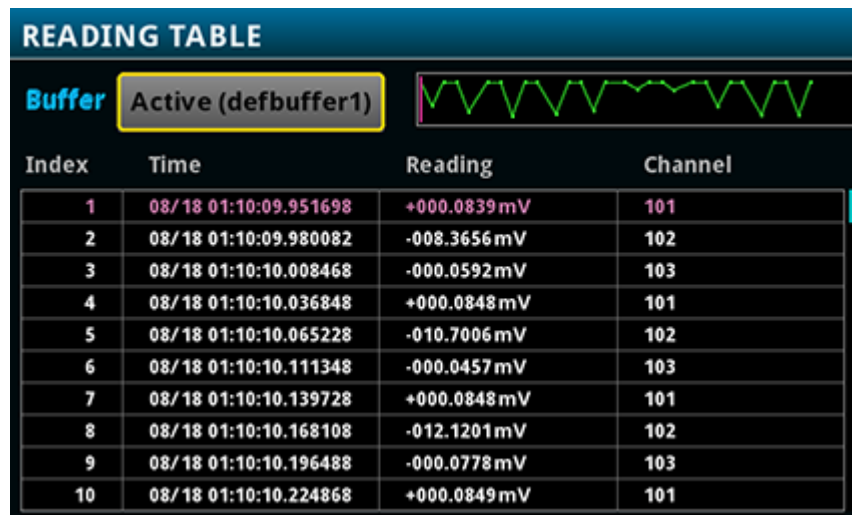 READING TABLE
Buffer Active (defbuffer1)
Index Time Reading Channel
1 08/18 01:10:09.951698 +000.0839mV 101
2 08/18 01:10:09.980082 -008.3656mV 102
3 08/18 01:10:10.008468 -000.0592mV 103
4 08/18 01:10:10.036848 +000.0848mV 101
5 08/18 01:10:10.065228 -010.7006mV 102
6 08/18 01:10:10.111348 -000.0457mV 103
7 08/18 01:10:10.139728 +000.0848mV 101
8 08/18 01:10:10.168108 -012.1201mV 102
9 08/18 01:10:10.196488 -000.0778mV 103
10 08/18 01:10:10.224868 +000.0849mV 101